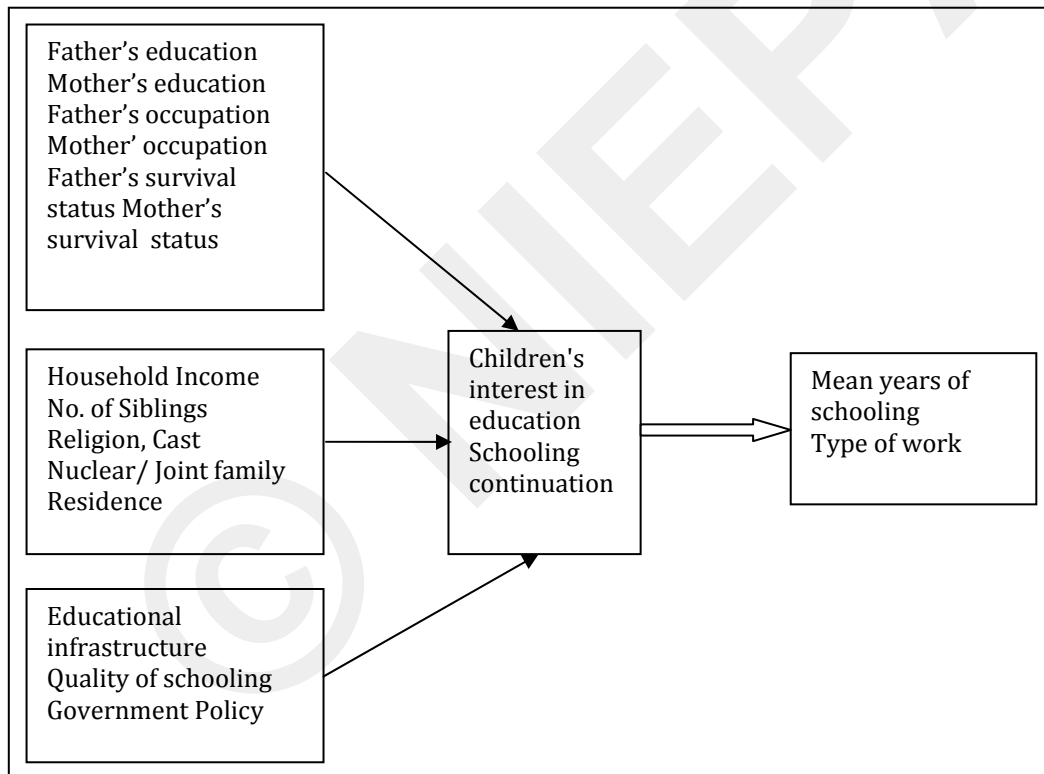 Father’s education
Mother’s education
Father’s occupation
Mother’ occupation
Father’s survival
status Mother’s
survival status
Household Income
No. of Siblings
Religion, Cast
Nuclear/ Joint family
Residence
Educational
infrastructure
Quality of schooling
Government Policy
Children's
interest in
education
Schooling
continuation
Mean years of
schooling
Type of work
© NIEP